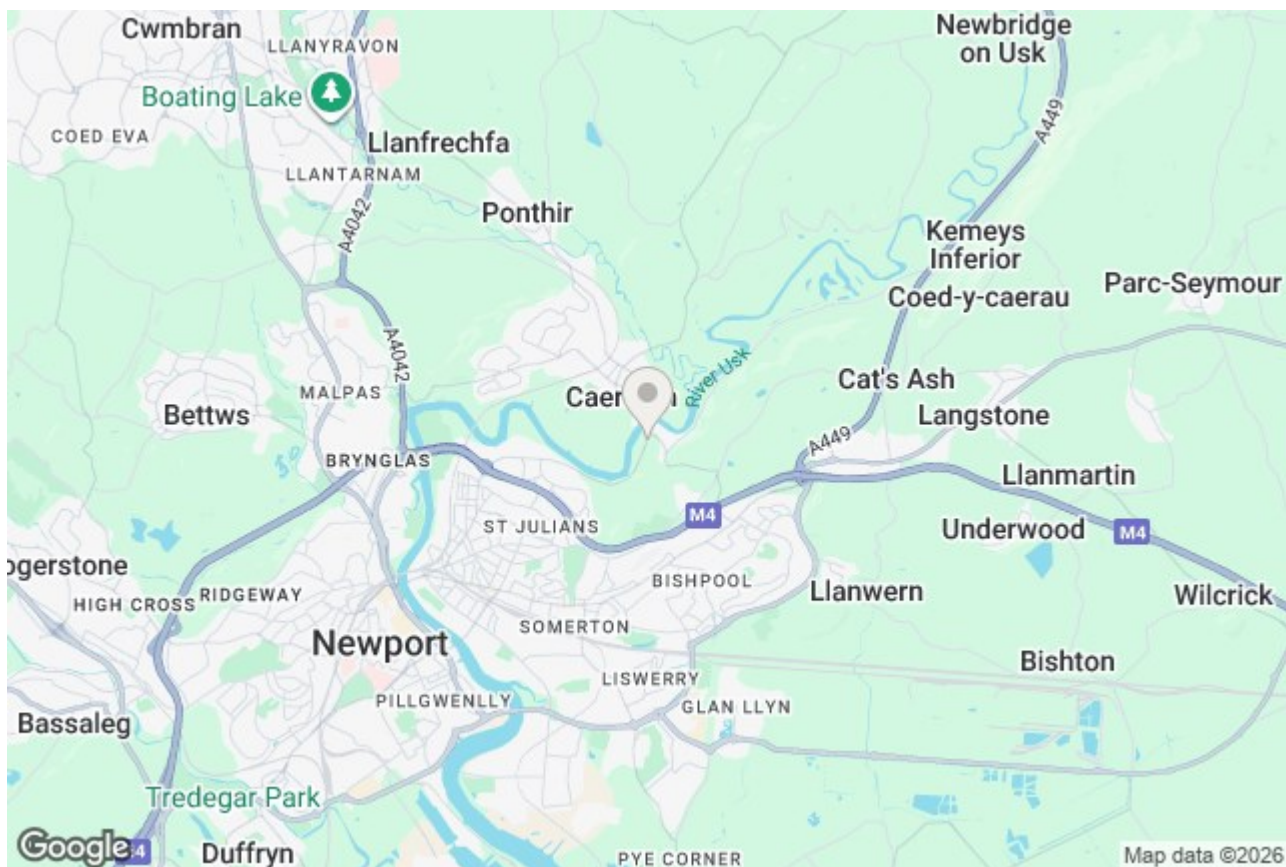 Cwmbran
LLANYRAVON
Newbridge
on Usk
Boating Lake
A449
COED EVA
Llanfrechfa
LLANTARNAM
Ponthir
A4042
Kemeys
Inferior
Parc-Seymour
Coed-y-caerau
A4042
River Usk
MALPAS
Cat's Ash
Bettws
Langstone
A449
BRYNGLAS
Llanmartin
M4
ST JULIANS
Underwood
M4
ogerstone
BISHPOOL
HIGH CROSS
RIDGEWAY
Llanwern
Wilcrick
SOMERTON
Newport
Bishton
LISWERRY
PILLGWENLLY
GLAN LLYN
Bassaleg
Tredegar Park
Google
Duffryn
PYE CORNER
Map data ©2026